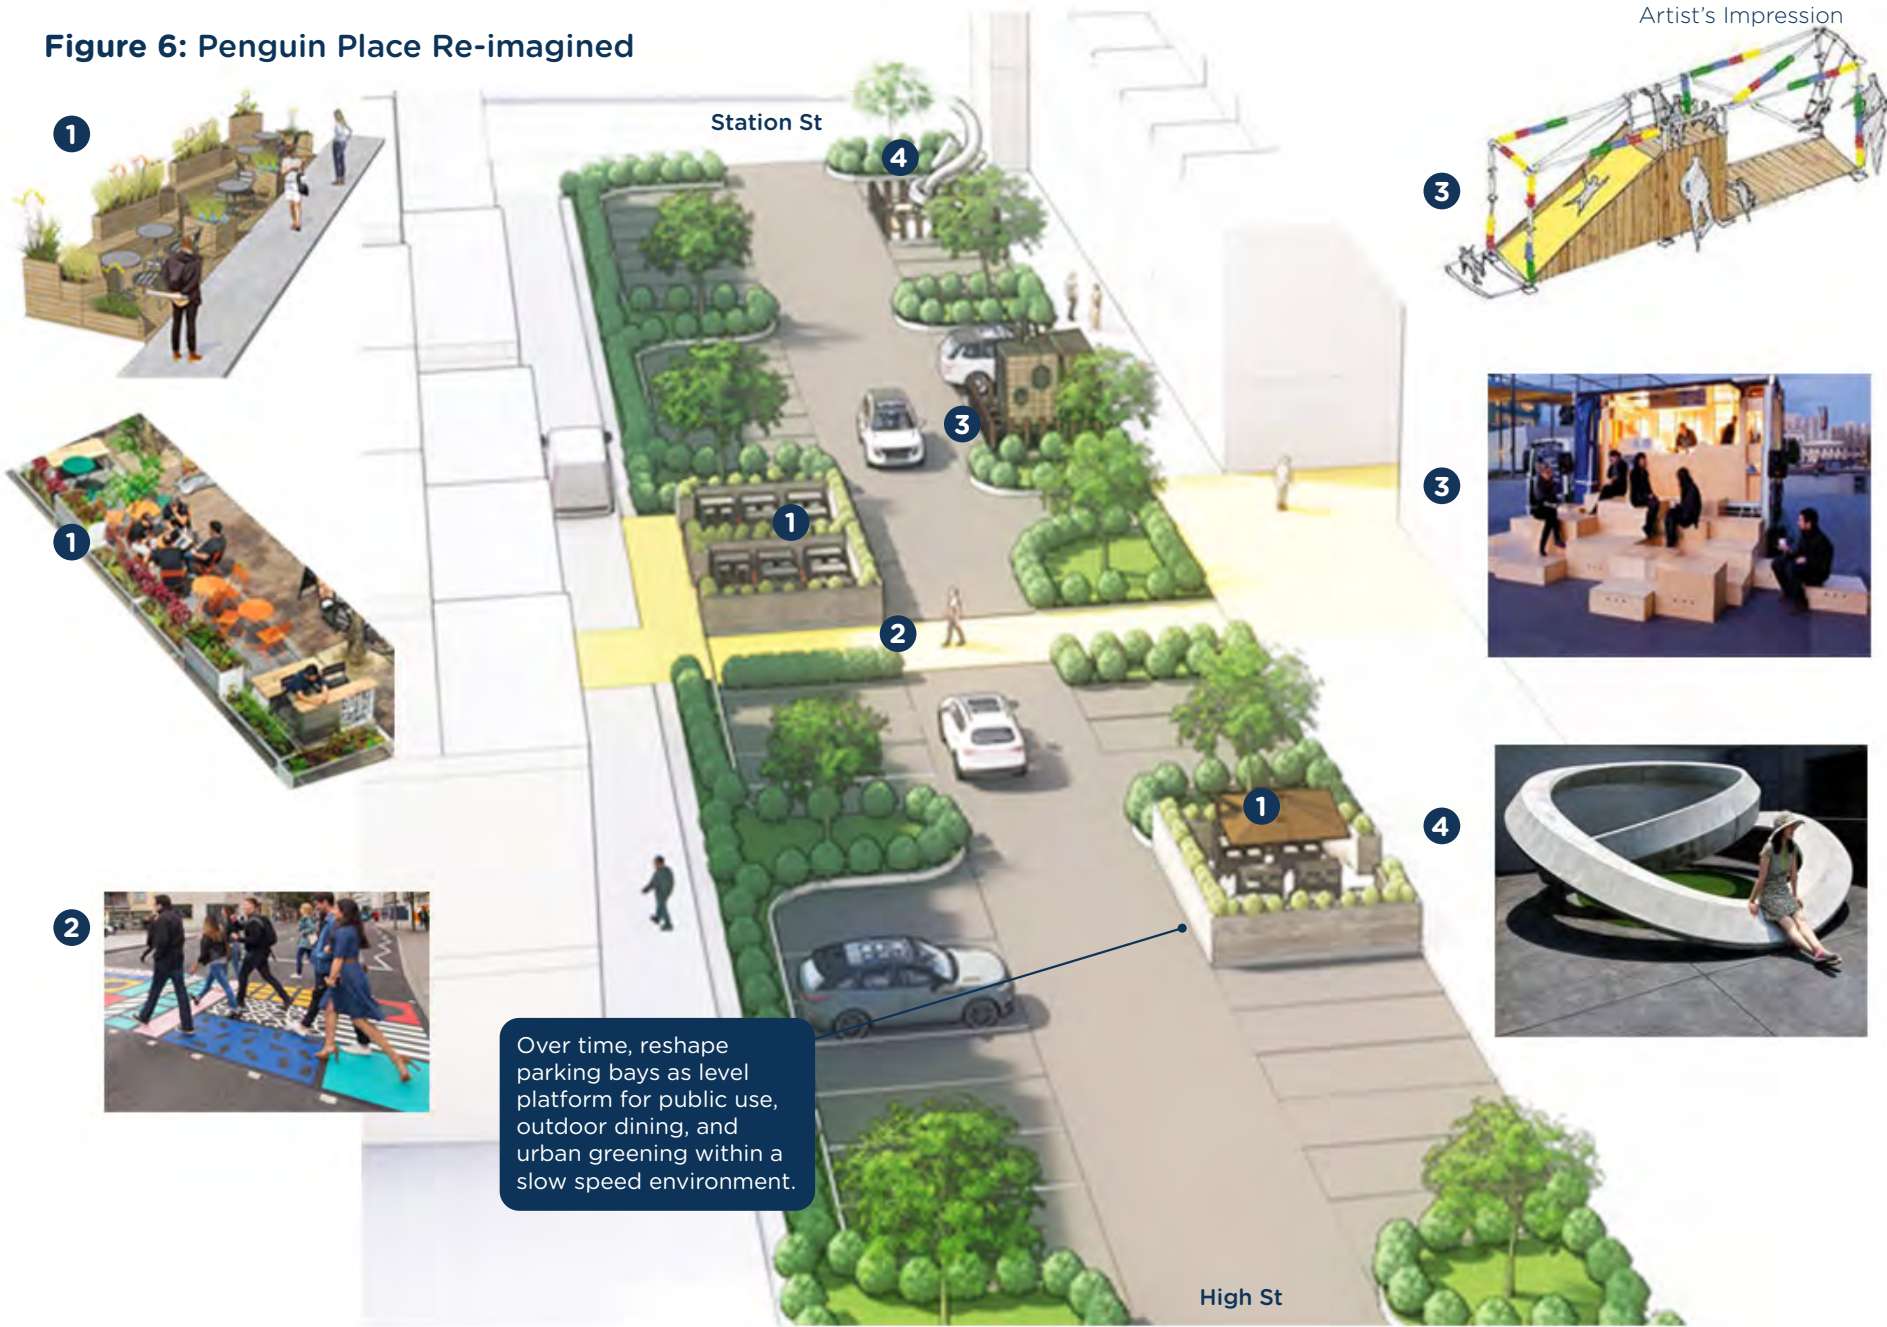 Artist's Impression
Figure 6: Penguin Place Re-imagined
1
Station St
4
3
3
3
1
1
2
1
4
2
Over time, reshape
parking bays as level
platform for public use,
outdoor dining, and
urban greening within a
slow speed environment.
High St